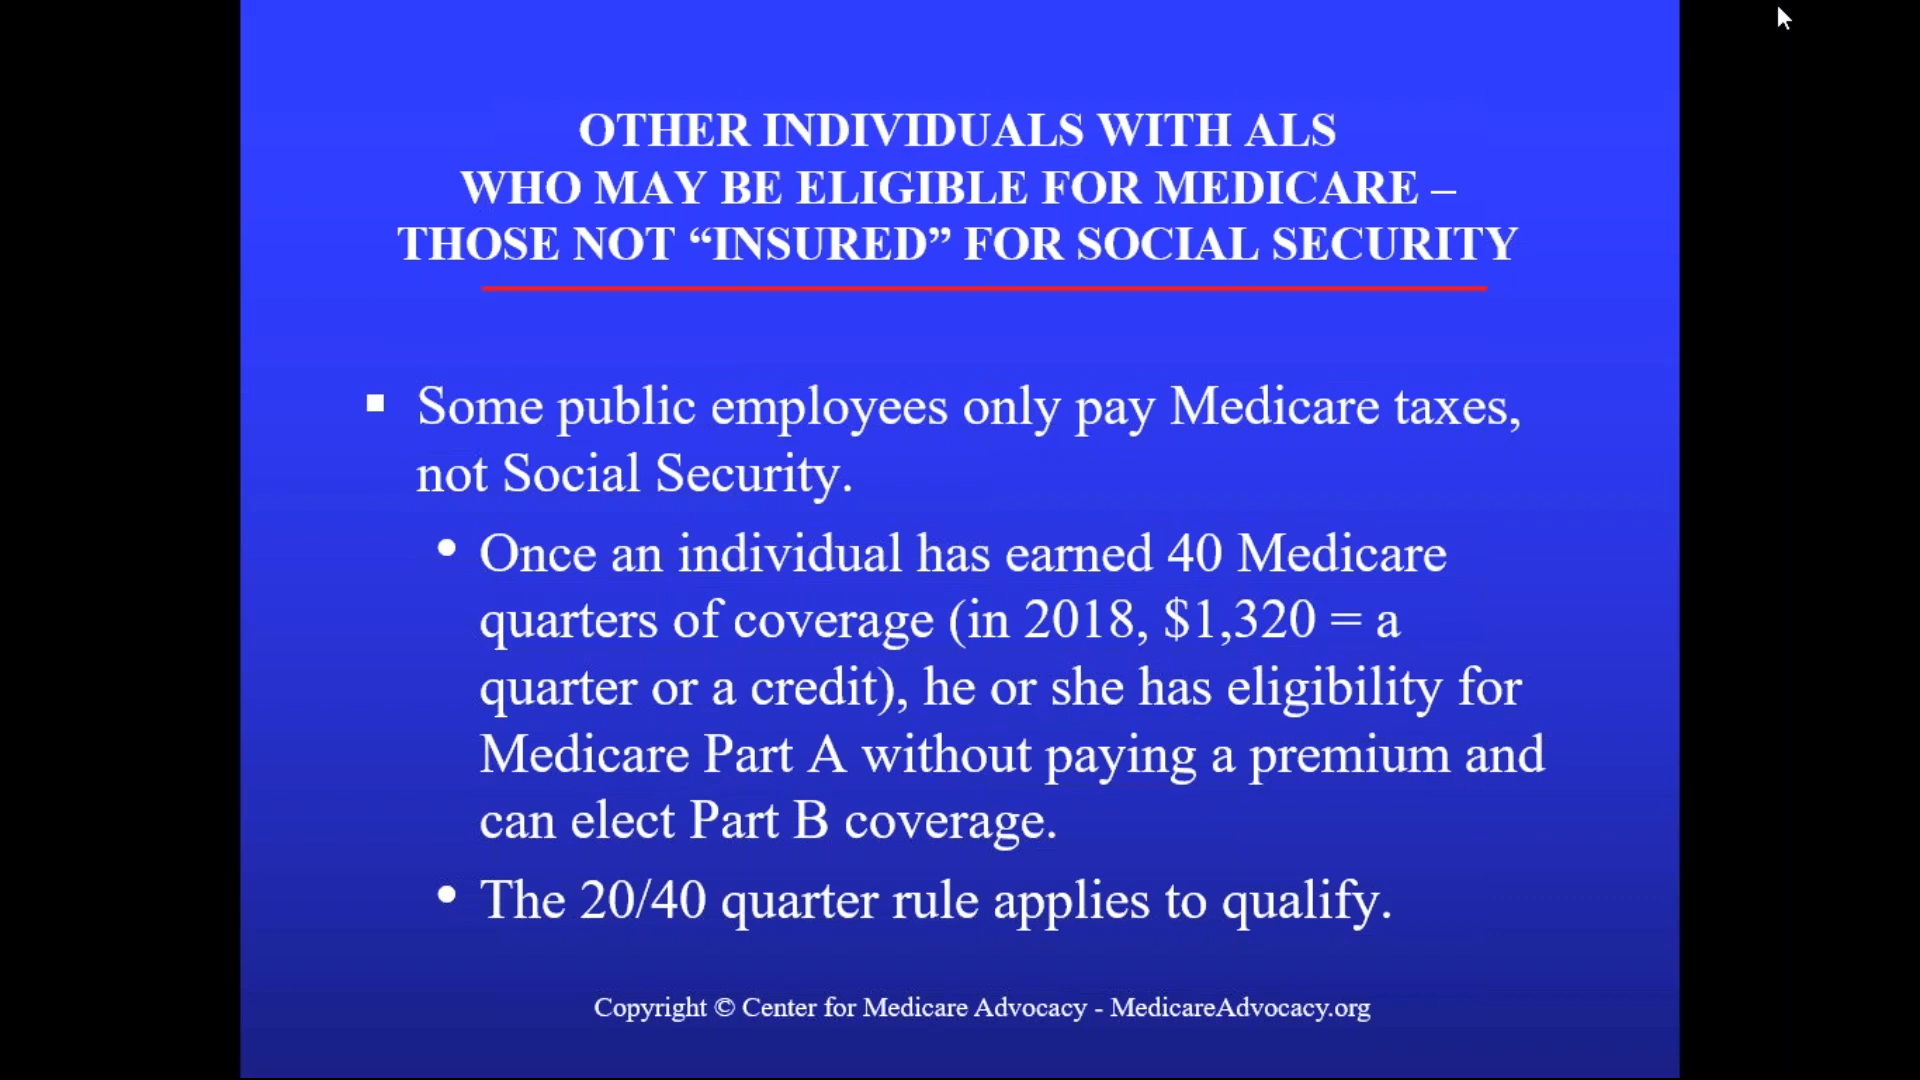 OTHER INDIVIDUALS WITH ALS
WHO MAY BE ELIGIBLE FOR MEDICARE –
THOSE NOT “INSURED” FOR SOCIAL SECURITY
Some public employees only pay Medicare taxes,
not Social Security.
Once an individual has earned 40 Medicare
quarters of coverage (in 2018, $1,320 = a
quarter or a credit), he or she has eligibility for
Medicare Part A without paying a premium and
can elect Part B coverage.
The 20/40 quarter rule applies to qualify.
Copyright © Center for Medicare Advocacy - MedicareAdvocacy.org